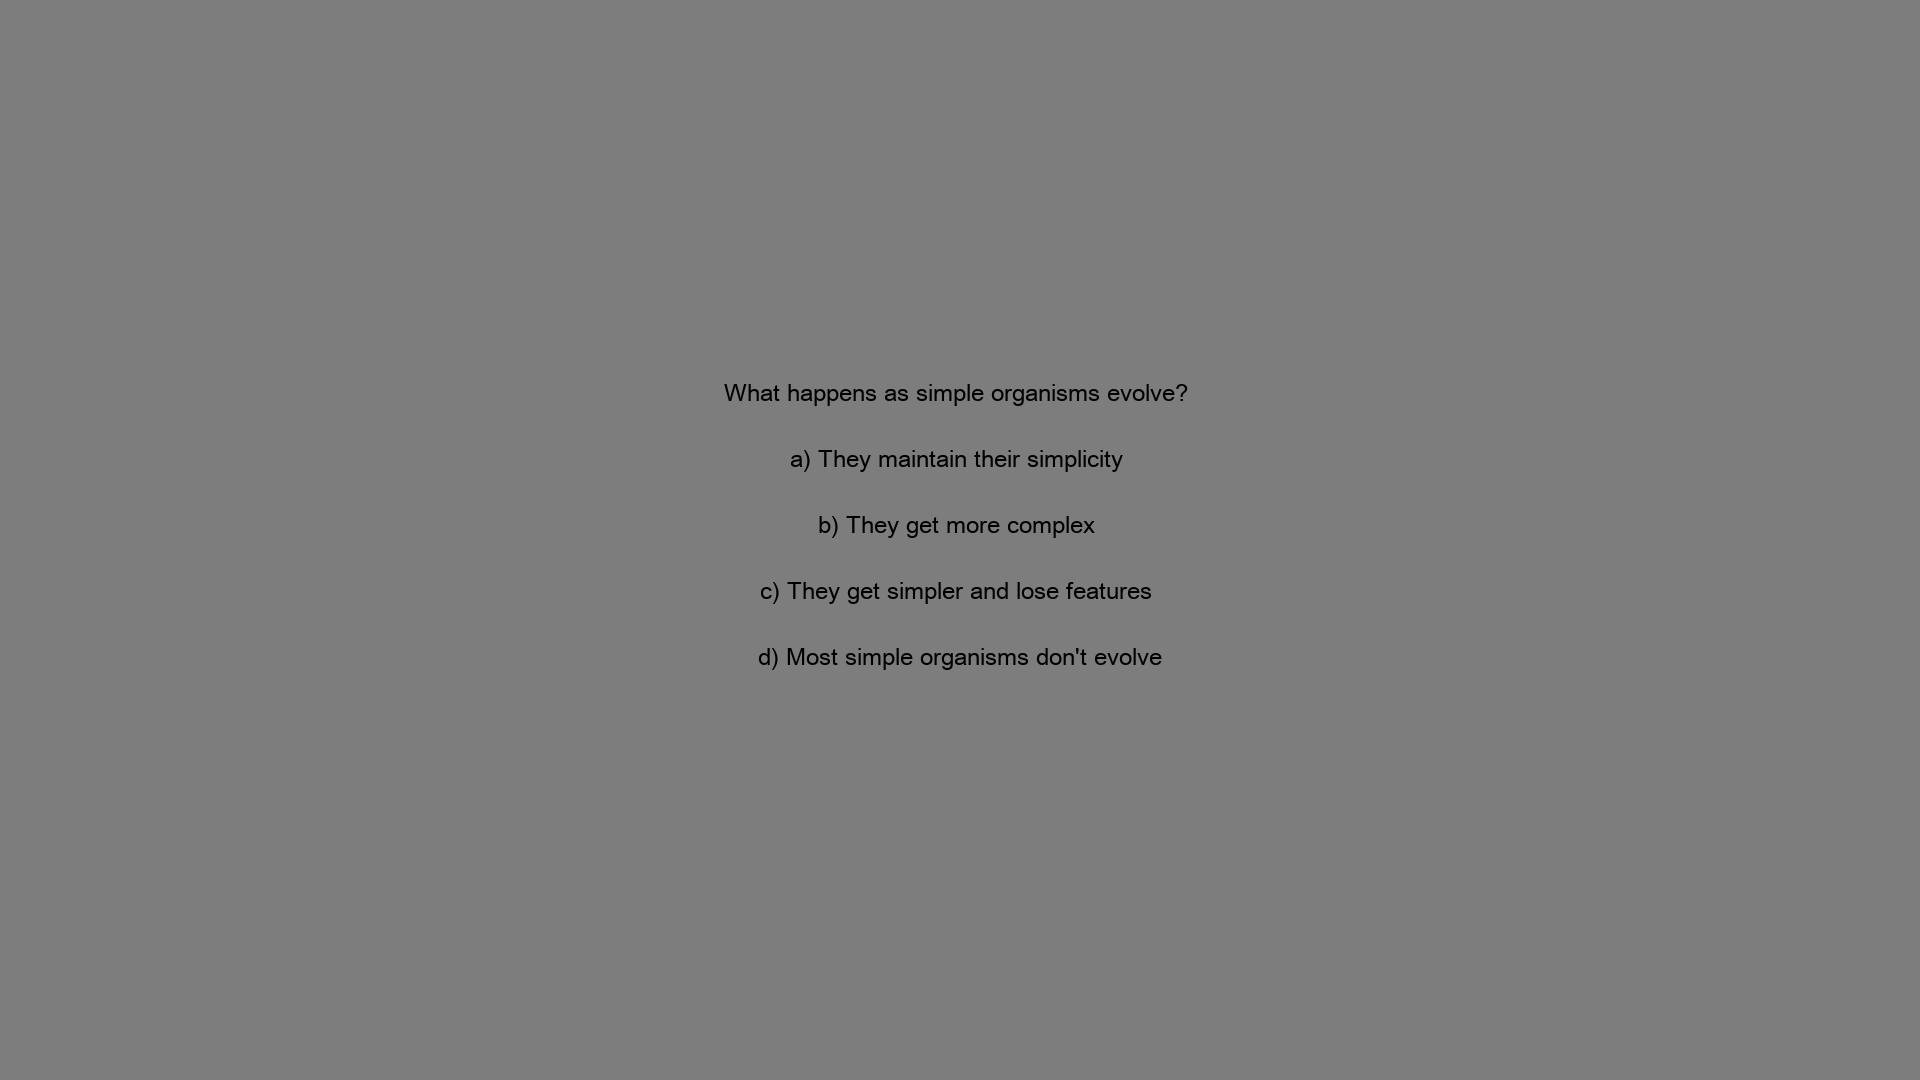 What happens as simple organisms evolve?
a) They maintain their simplicity
b) They get more complex
c) They get simpler and lose features
d) Most simple organisms don't evolve